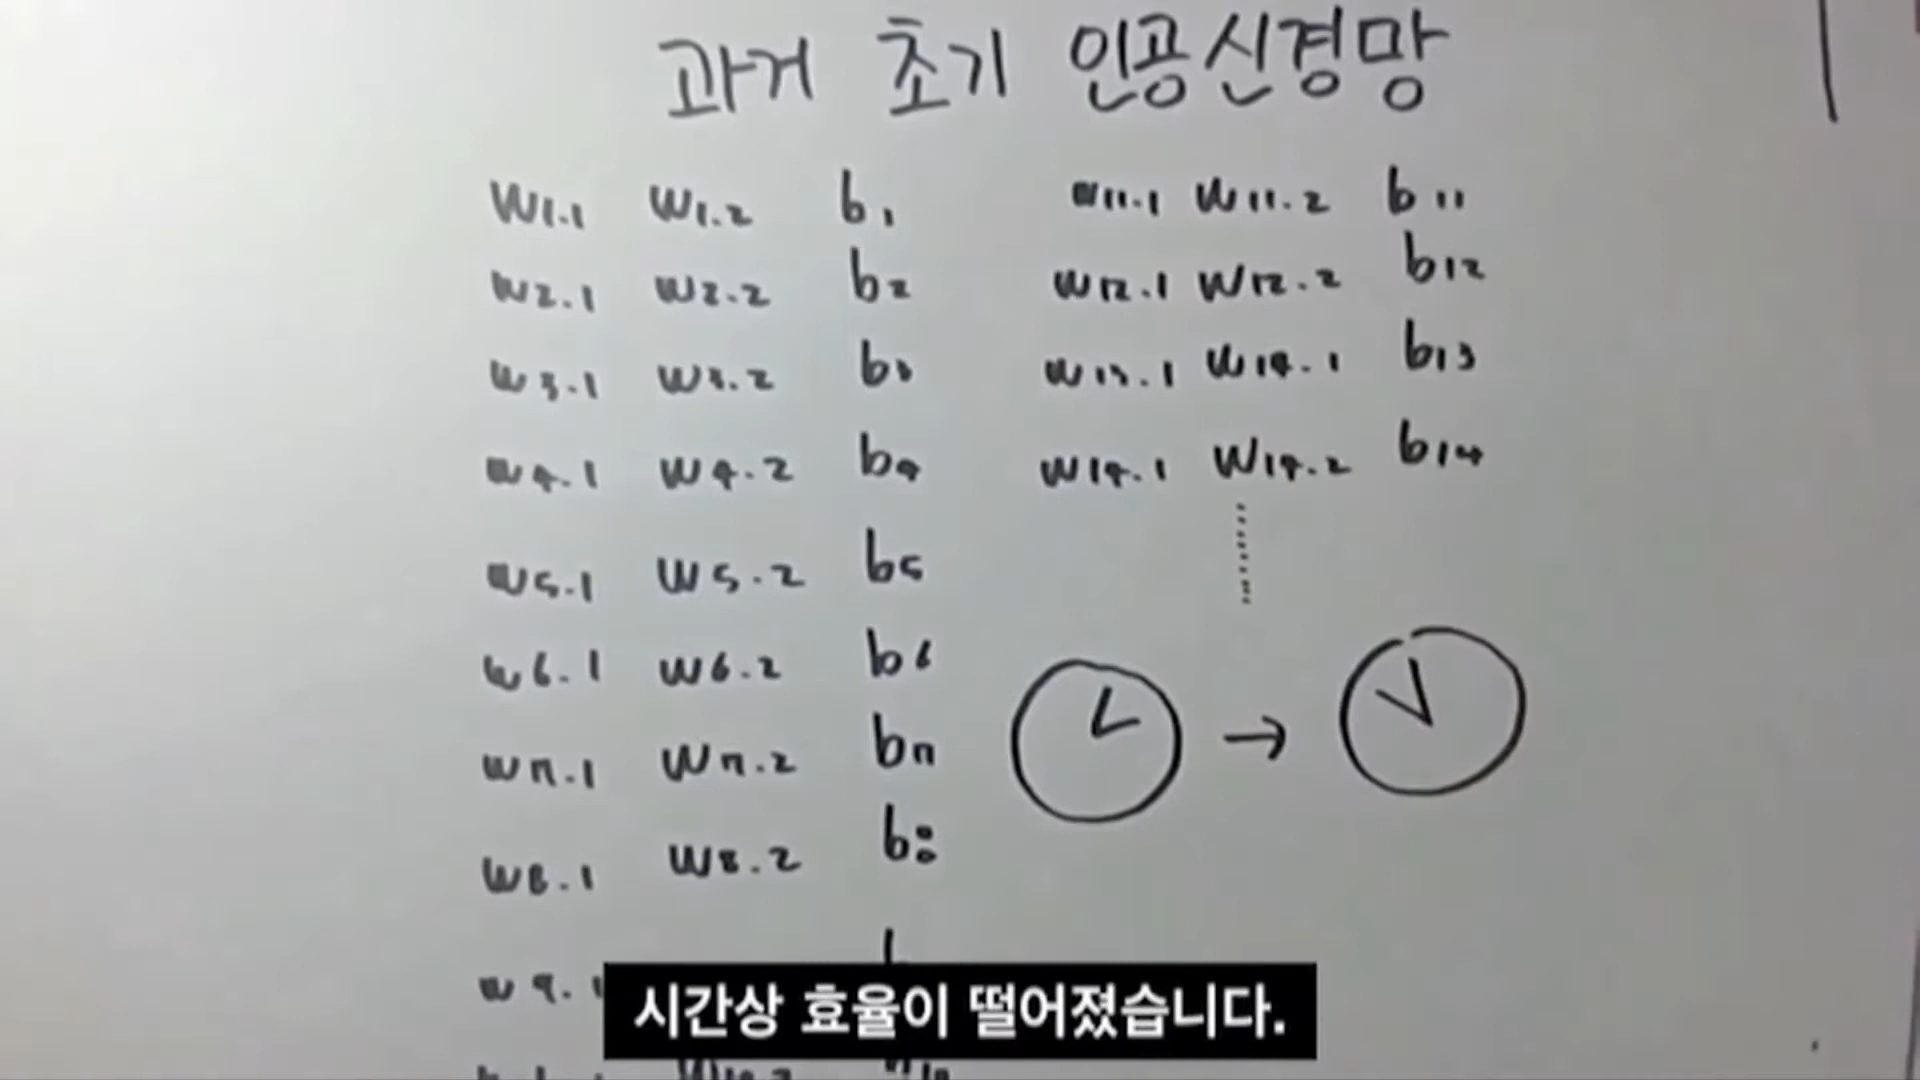 과거 초기 인공신경망
W1.1 W1.2 b1
W2.1 W2.2 b2
W3.1 W3.2 b3
W4.1 W4.2 b4
W5.1 W5.2 b5
W6.1 W6.2 b6
W7.1 W7.2 b7
W8.1 W8.2 b8
W9.1
W11.1 W11.2 b11
W12.1 W12.2 b12
W13.1 W14.1 b13
W14.1 W14.2 b14
시간상 효율이 떨어졌습니다.